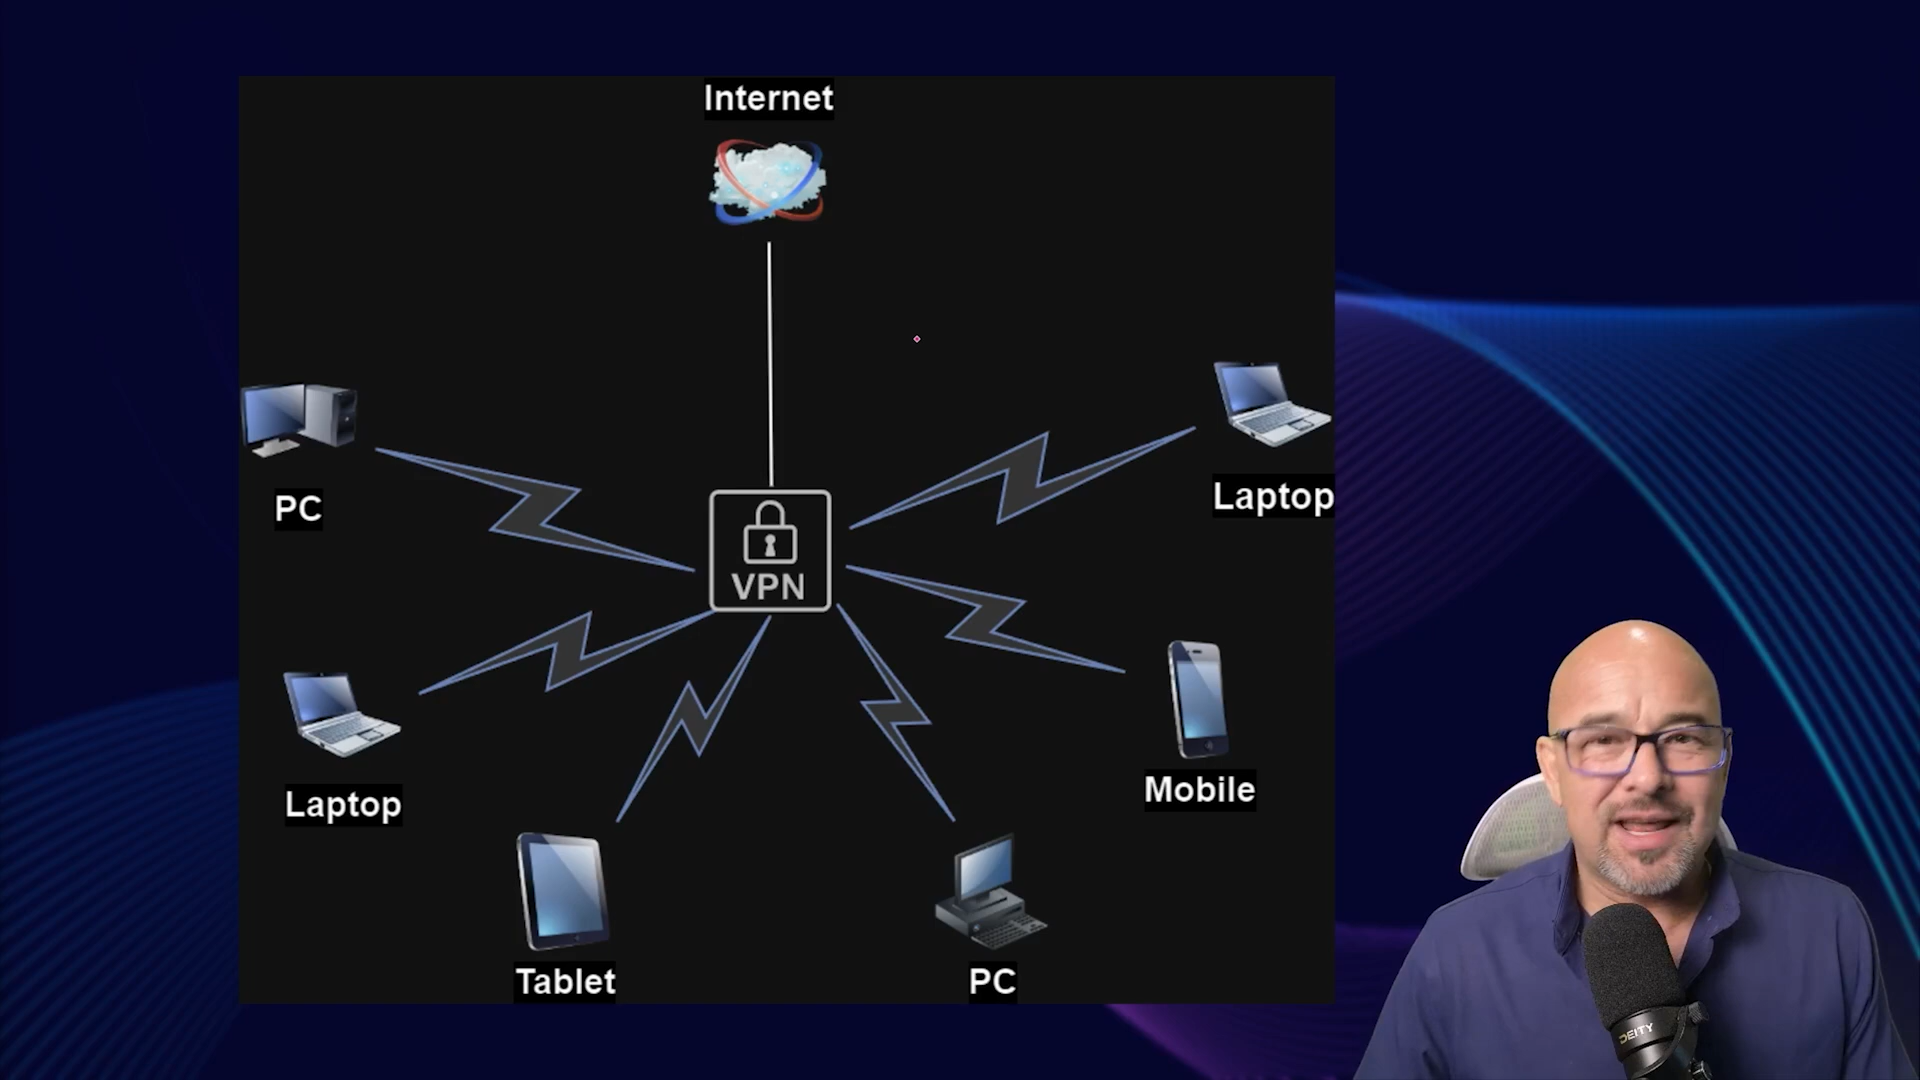 Internet
PC
Laptop
VPN
Laptop
Mobile
Tablet
PC
DEITY